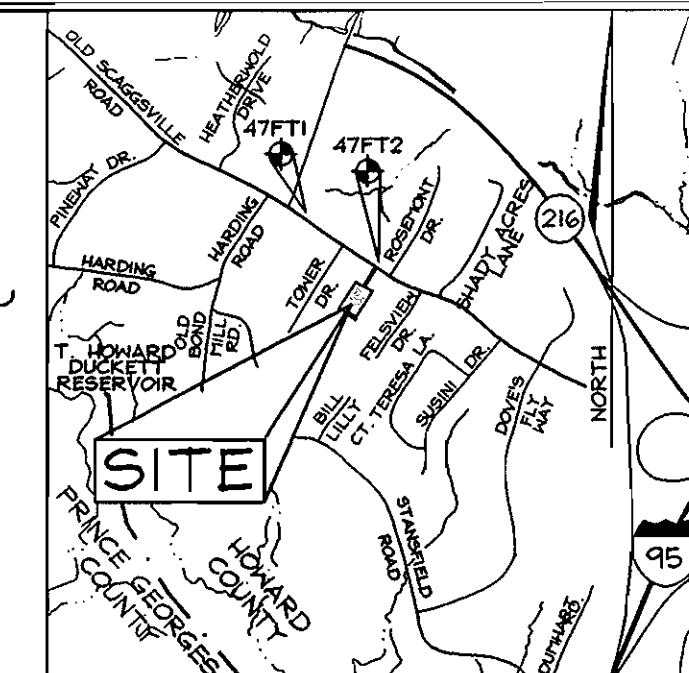 OLD SCAGGSVILLE
ROAD
HEATHERWOLD
DRIVE
47FT1
47FT2
PINEWAY DR.
HARDING
ROAD
ROSEMONT
DR.
SHADY ACRES
LANE
216
HARDING
ROAD
TOWER
DR.
FELSVIEW
DR.
OLD
BOND
MILL
RD.
T. HOWARD
DUCKETT
RESERVOIR
CT. TERESA LA.
SUSINI DR.
BILL
LILLY
DOVE'S
FLY
WAY
NORTH
SITE
STANSFIELD
ROAD
PRINCE GEORGES
COUNTY
HOWARD
COUNTY
95
DUMHART
RD.